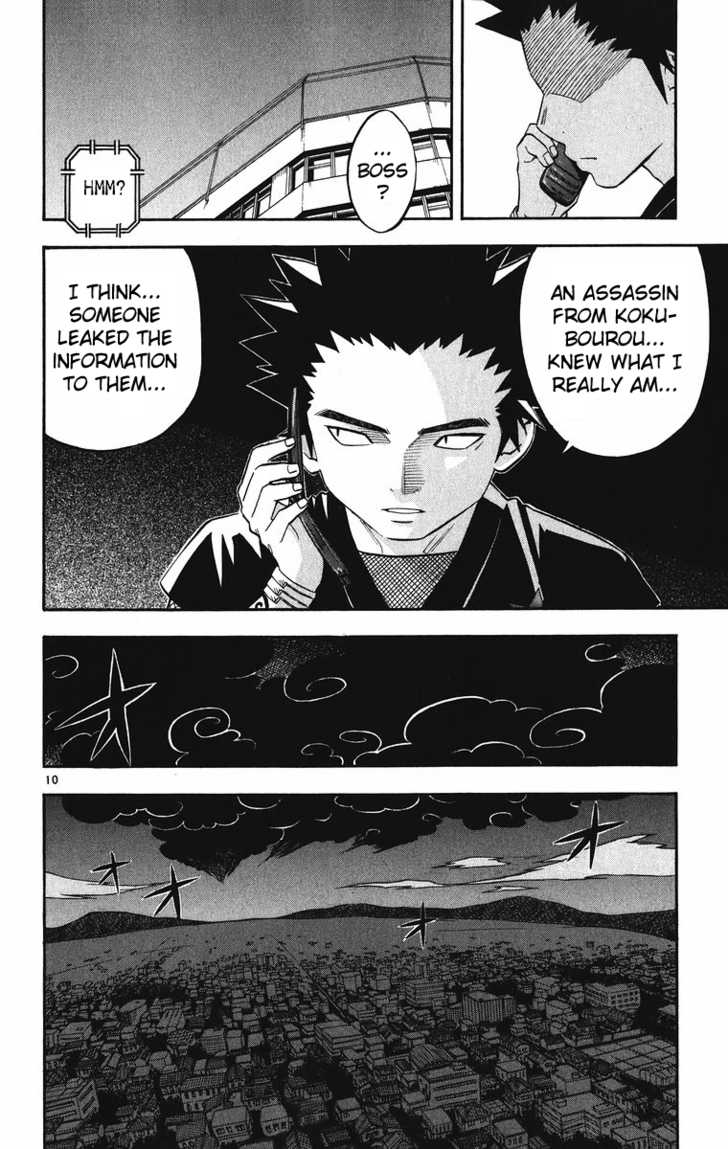 ...
BOSS
?
HMM?
AN ASSASSIN
FROM KOKU-
BOUROU...
KNEW WHAT I
REALLY AM...
I THINK...
SOMEONE
LEAKED THE
INFORMATION
TO THEM...
10